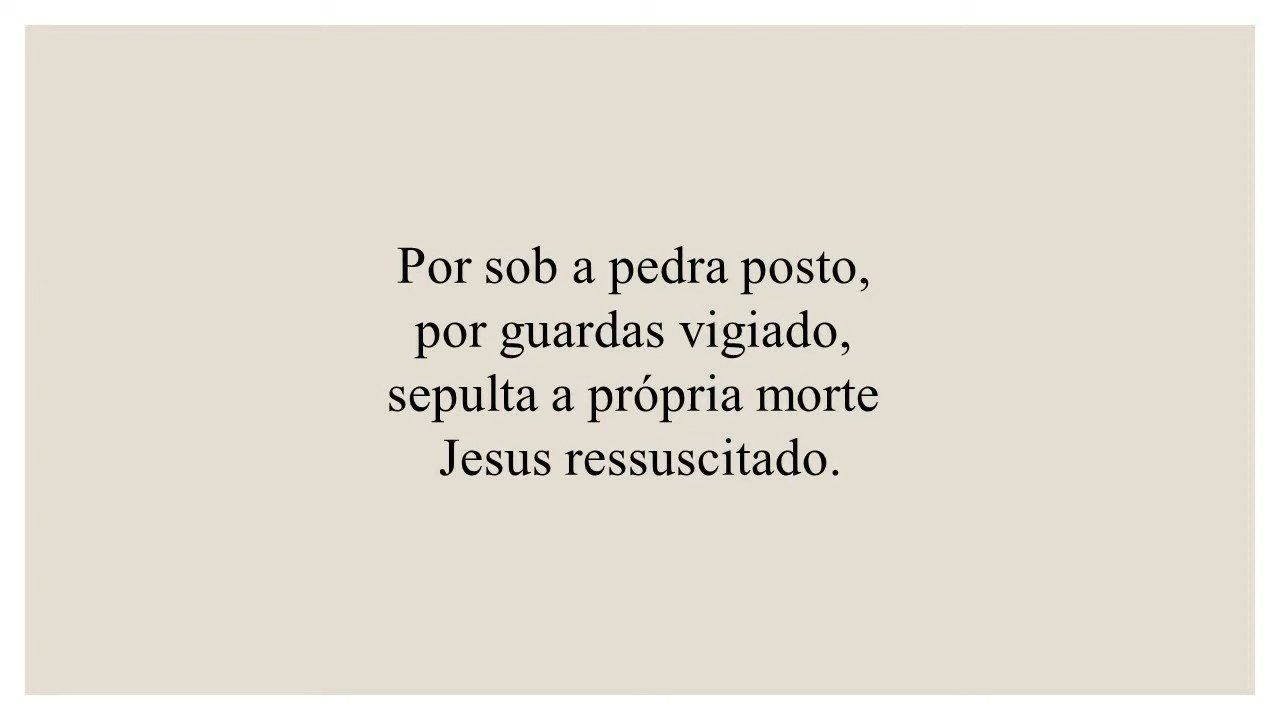 Por sob a pedra posto,
por guardas vigiado,
sepulta a própria morte
Jesus ressuscitado.